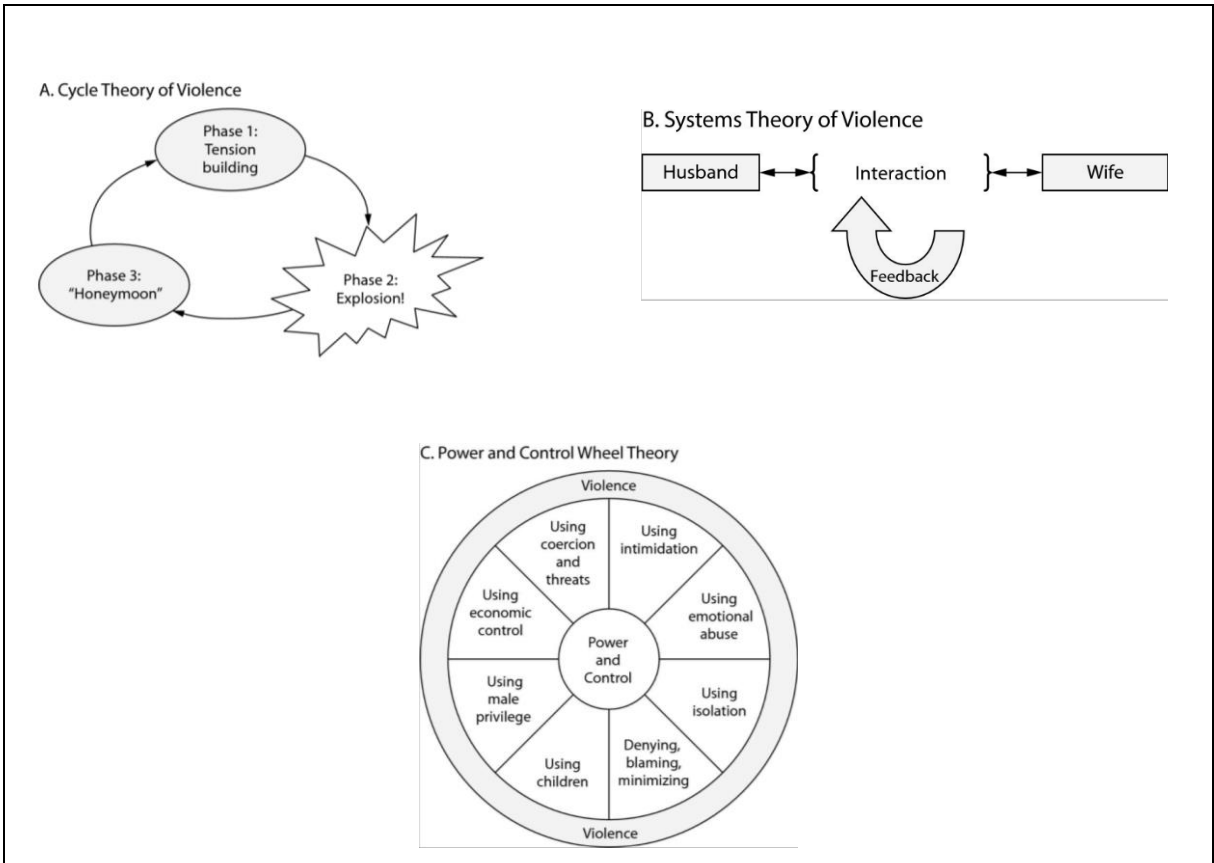 A. Cycle Theory of Violence
Phase 1:
Tension
building
Phase 2:
Explosion!
Phase 3:
“Honeymoon”
B. Systems Theory of Violence
Husband
Interaction
Wife
Feedback
C. Power and Control Wheel Theory
Violence
Using
coercion
and
threats
Using
intimidation
Using
emotional
abuse
Using
isolation
Denying,
blaming,
minimizing
Using
children
Using
male
privilege
Using
economic
control
Power
and
Control
Violence